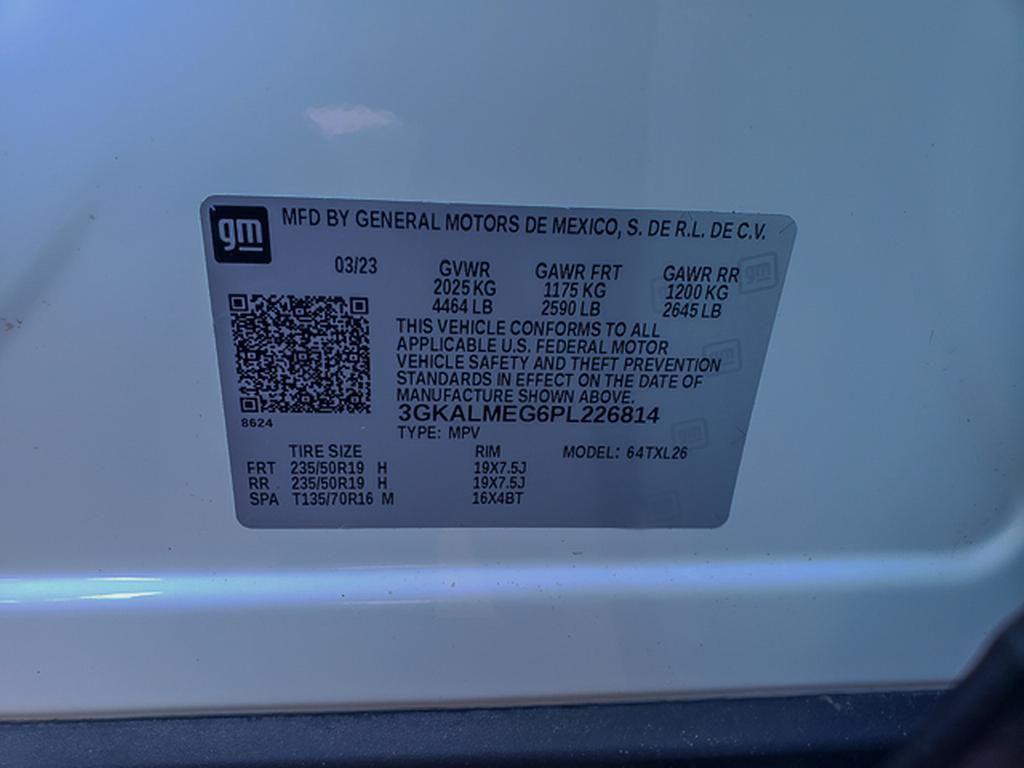 gm MFD BY GENERAL MOTORS DE MEXICO, S. DE R.L. DE C.V.
03/23 GVWR GAWR FRT GAWR RR
2025 KG 1175 KG 1200 KG
4464 LB 2590 LB 2645 LB
THIS VEHICLE CONFORMS TO ALL
APPLICABLE U.S. FEDERAL MOTOR
VEHICLE SAFETY AND THEFT PREVENTION
STANDARDS IN EFFECT ON THE DATE OF
MANUFACTURE SHOWN ABOVE.
3GKALMEG6PL226814
8624
TYPE: MPV
TIRE SIZE RIM MODEL: 64TXL26
FRT 235/50R19 H 19X7.5J
RR 235/50R19 H 19X7.5J
SPA T135/70R16 M 16X4BT
gm
gm
gm